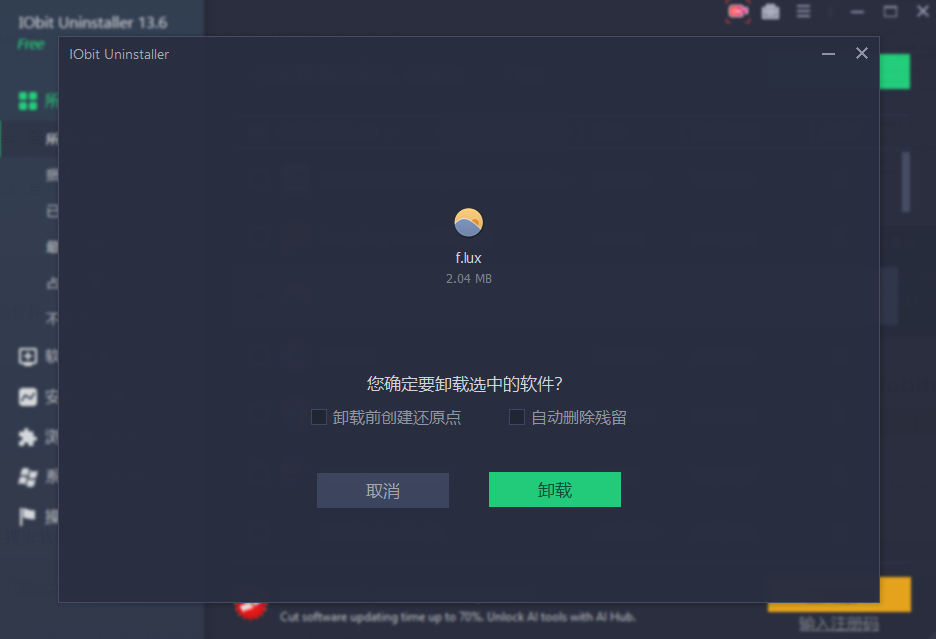 IObit Uninstaller 13.6
Free
IObit Uninstaller
f.lux
2.04 MB
您确定要卸载选中的软件?
卸载前创建还原点
自动删除残留
取消
卸载
Cut software updating time up to 70%. Unlock AI tools with AI Hub.
输入注册码